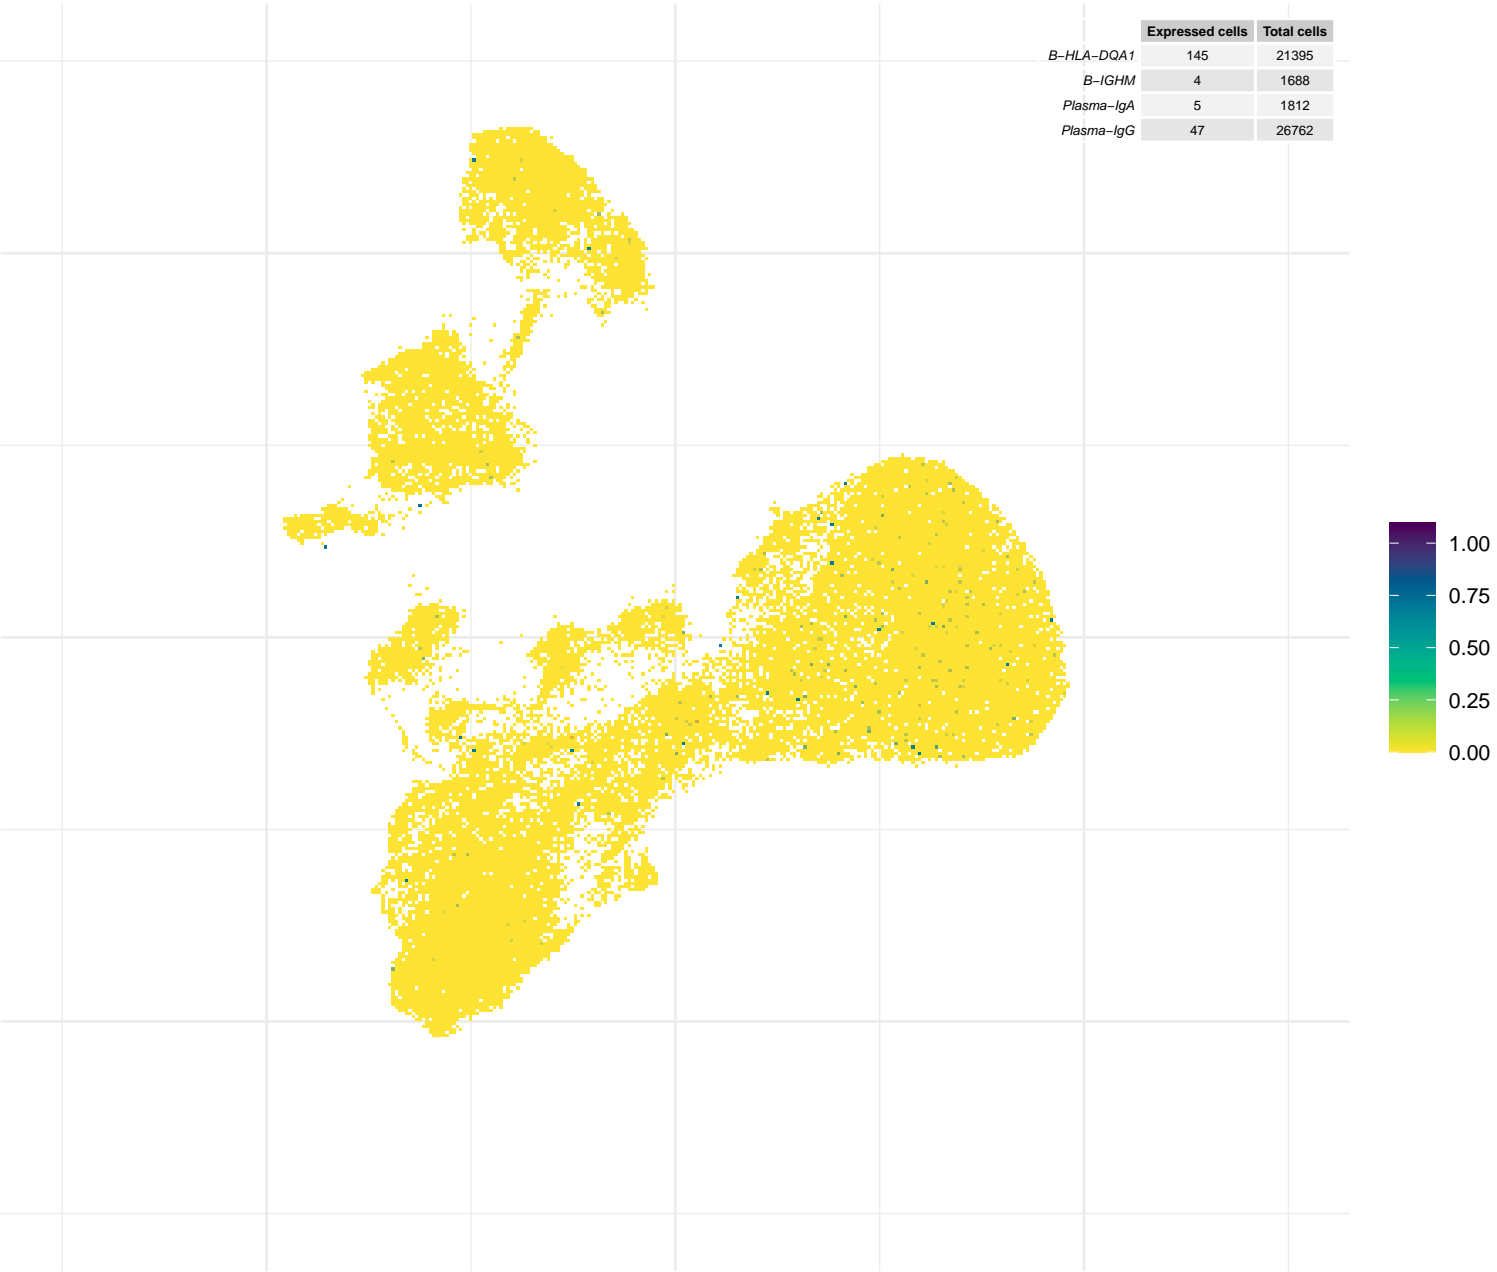 Expressed cells Total cells
B−HLA−DQA1 145 21395
B−IGHM 4 1688
Plasma−IgA 5 1812
Plasma−IgG 47 26762
1.00
0.75
0.50
0.25
0.00